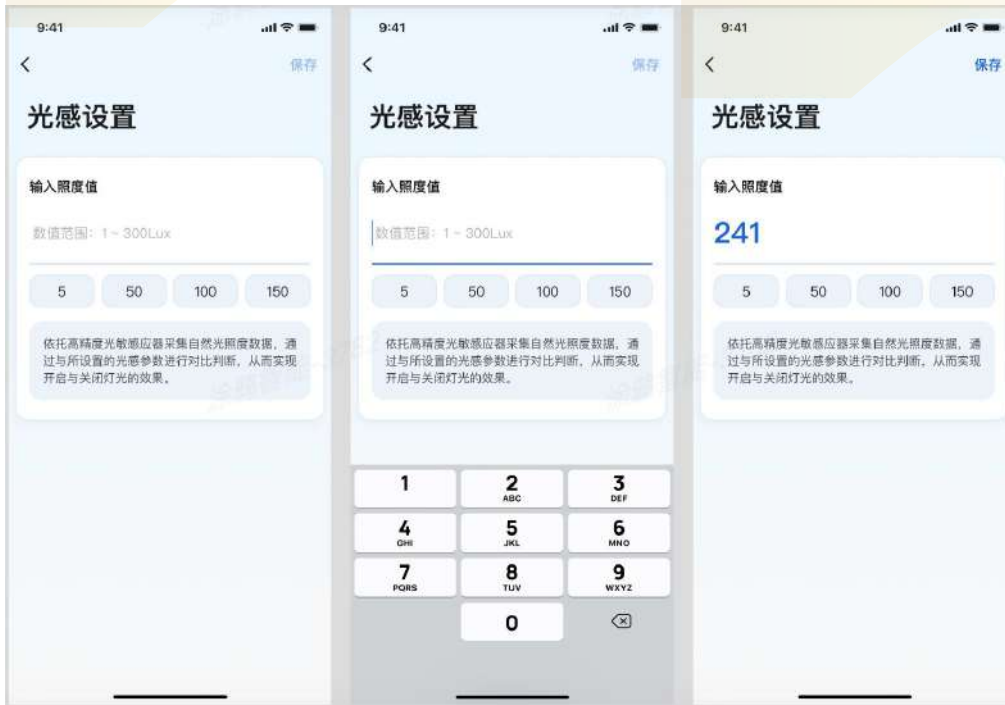 9:41
保存
光感设置
输入照度值
数值范围：1 ~ 300Lux
5 50 100 150
依托高精度光敏感应器采集自然光照度数据，通
过与所设置的光感参数进行对比判断，从而实现
开启与关闭灯光的效果。
9:41
保存
光感设置
输入照度值
数值范围：1 ~ 300Lux
5 50 100 150
依托高精度光敏感应器采集自然光照度数据，通
过与所设置的光感参数进行对比判断，从而实现
开启与关闭灯光的效果。
1 2 3
ABC DEF
4 5 6
GHI JKL MNO
7 8 9
PQRS TUV WXYZ
0
9:41
保存
光感设置
输入照度值
241
5 50 100 150
依托高精度光敏感应器采集自然光照度数据，通
过与所设置的光感参数进行对比判断，从而实现
开启与关闭灯光的效果。